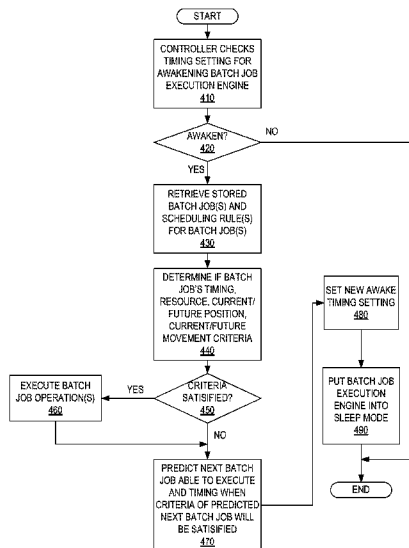 START
CONTROLLER CHECKS
TIMING SETTING FOR
AWAKENING BATCH JOB
EXECUTION ENGINE
410
AWAKEN?
420
NO
YES
RETRIEVE STORED
BATCH JOB(S) AND
SCHEDULING RULE(S)
FOR BATCH JOB(S)
430
DETERMINE IF BATCH
JOB'S TIMING,
RESOURCE, CURRENT/
FUTURE POSITION,
CURRENT/FUTURE
MOVEMENT CRITERIA
440
CRITERIA
SATISIFIED?
450
YES
EXECUTE BATCH
JOB OPERATION(S)
460
NO
PREDICT NEXT BATCH
JOB ABLE TO EXECUTE
AND TIMING WHEN
CRITERIA OF PREDICTED
NEXT BATCH JOB WILL
BE SATISIFIED
470
SET NEW AWAKE
TIMING SETTING
480
PUT BATCH JOB
EXECUTION
ENGINE INTO
SLEEP MODE
490
END